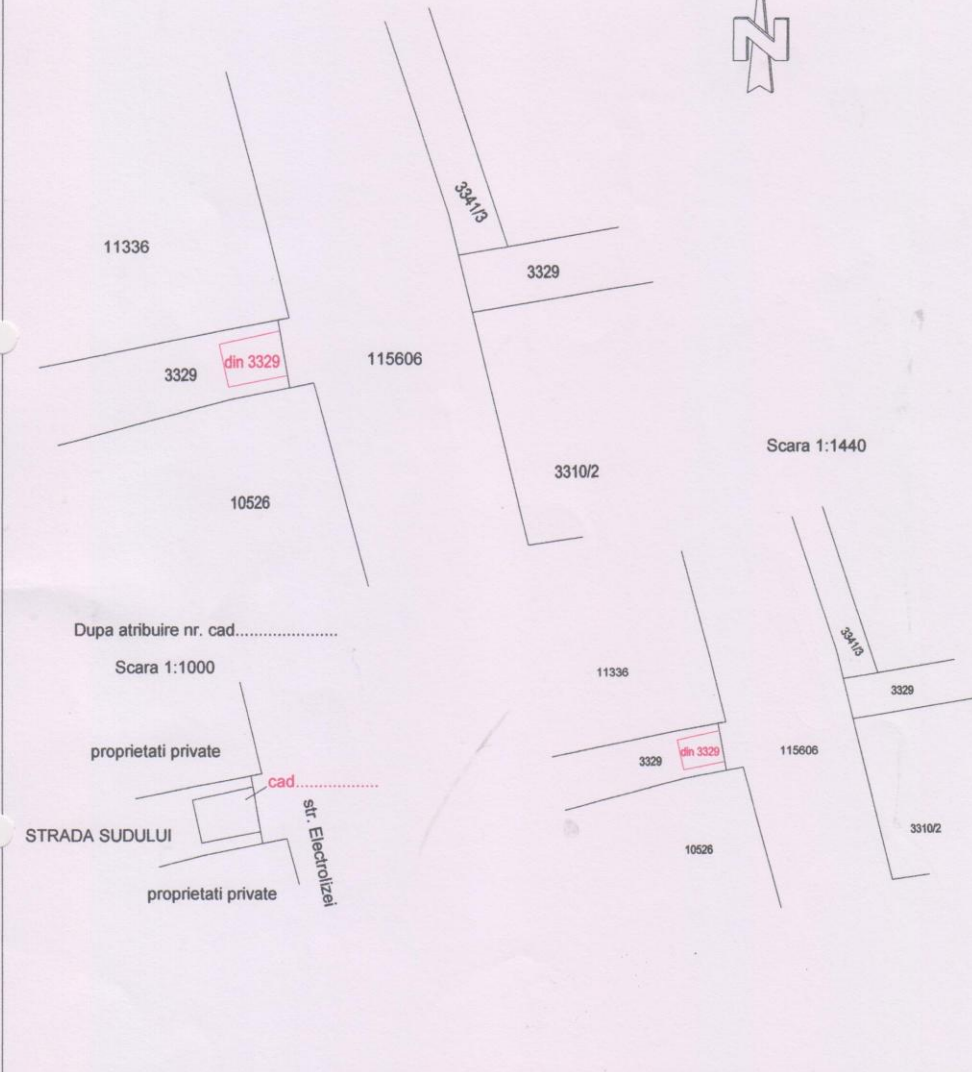 N
3341/3
11336
3329
din 3329
3329
115606
Scara 1:1440
3310/2
10526
Dupa atribuire nr. cad......................
Scara 1:1000
proprietati private
cad..................
STRADA SUDULUI
str. Electrolizei
proprietati private
3341/3
11336
3329
3329
din 3329
115606
3310/2
10526